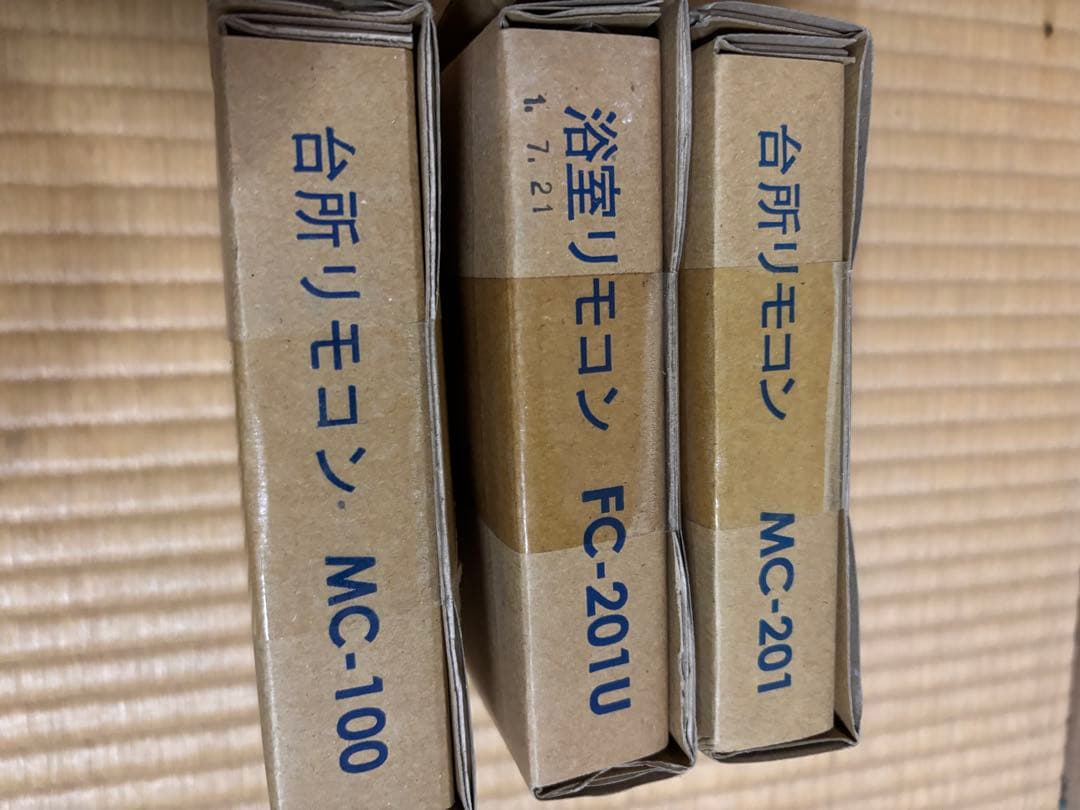 台所リモコン MC-100
浴室リモコン FC-201U
1. 7. 21
台所リモコン MC-201